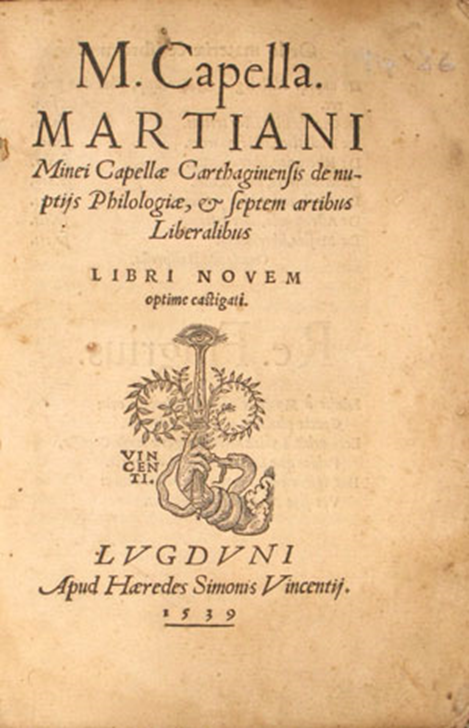 M. Capella.
MARTIANI
Minei Capellæ Carthaginensis de nu-
ptijs Philologiæ, & septem artibus
Liberalibus
LIBRI NOVEM
optime castigati.
VIN
CEN
TI.
LVGDVNI
Apud Hæredes Simonis Vincentij.
1539